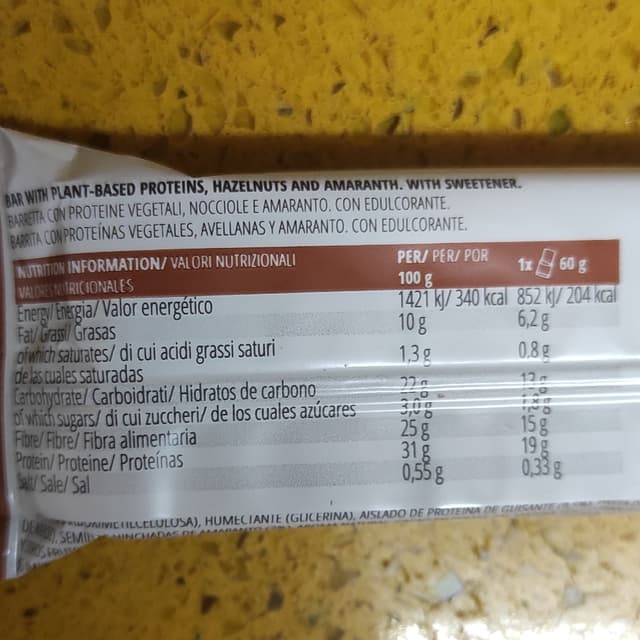 BAR WITH PLANT-BASED PROTEINS, HAZELNUTS AND AMARANTH. WITH SWEETENER.
BARRETTA CON PROTEINE VEGETALI, NOCCIOLE E AMARANTO. CON EDULCORANTE.
BARRITA CON PROTEÍNAS VEGETALES, AVELLANAS Y AMARANTO. CON EDULCORANTE.
NUTRITION INFORMATION/ VALORI NUTRIZIONALI PER/ PER/ POR 1x 60 g
VALORES NUTRICIONALES 100 g
Energy/ Energia/ Valor energético 1421 kJ/ 340 kcal 852 kJ/ 204 kcal
Fat/ Grassi/ Grasas 10 g 6,2 g
of which saturates/ di cui acidi grassi saturi 1,3 g 0.8 g
de las cuales saturadas
Carbohydrate/ Carboidrati/ Hidratos de carbono 22 g 13 g
of which sugars/ di cui zuccheri/ de los cuales azúcares 3,0 g
Fibre/ Fibre/ Fibra alimentaria 25 g 15 g
Protein/ Proteine/ Proteínas 31 g 19 g
Salt/ Sale/ Sal 0,55 g 0,33 g
HUMECTANTE (GLICERINA), AISLADO DE PROTEÍNA DE GUISANTE